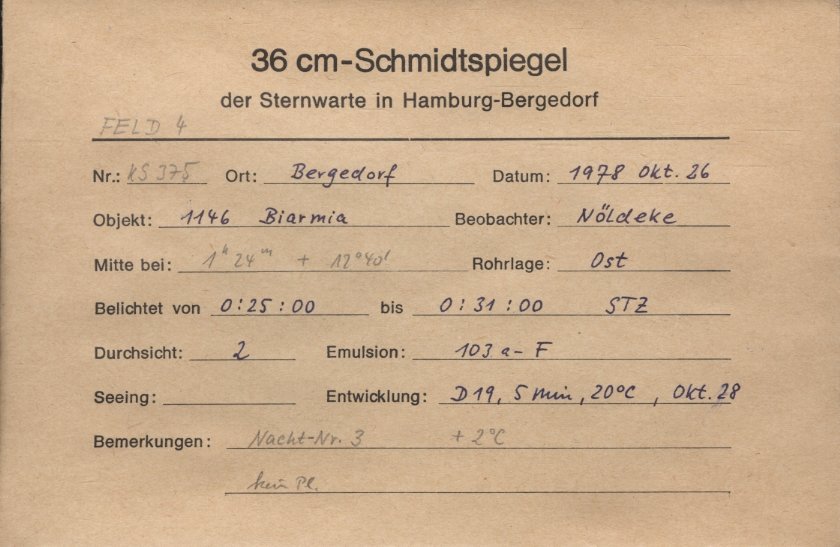 36 cm-Schmidtspiegel
der Sternwarte in Hamburg-Bergedorf
FELD 4
Nr.: KS 375 Ort: Bergedorf Datum: 1978 Okt. 26
Objekt: 1146 Biarmia Beobachter: Nöldeke
Mitte bei: 1h 24m + 12°40' Rohrlage: Ost
Belichtet von 0:25:00 bis 0:31:00 STZ
Durchsicht: 2 Emulsion: 103a-F
Seeing: Entwicklung: D19, 5 min, 20°C, Okt. 28
Bemerkungen: Nacht-Nr. 3 +2°C
kein Pl.